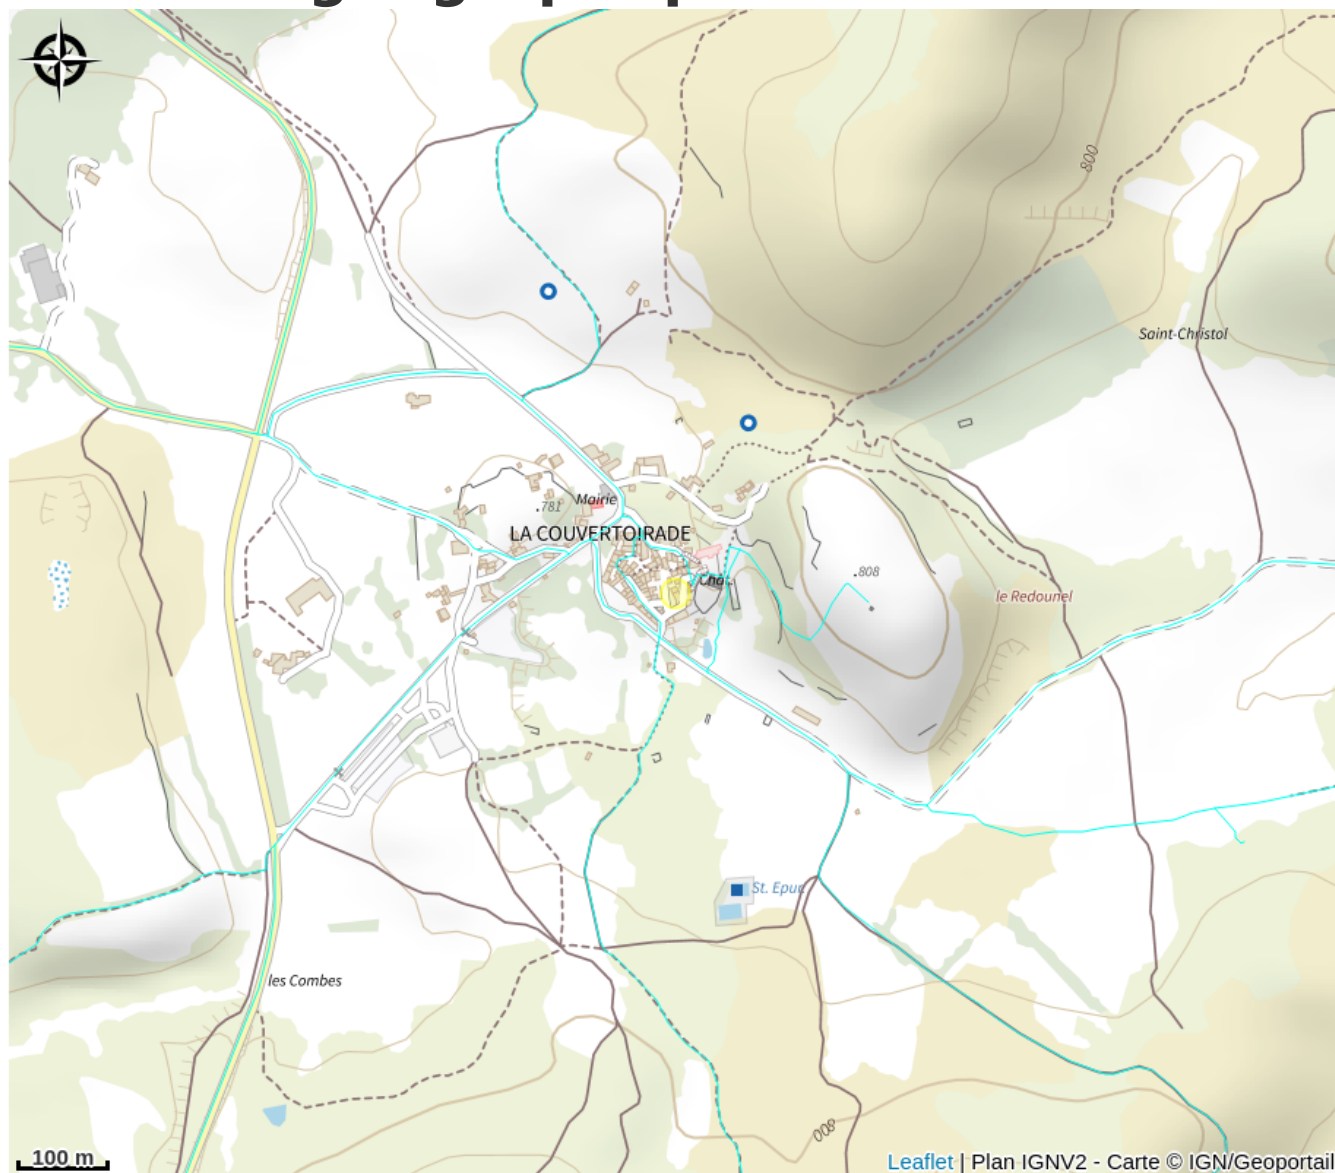 800
Saint-Christol
Mairie
781
LA COUVERTOIRADE
Chât.
808
le Redounel
St. Epur.
les Combes
800
100 m
Leaflet | Plan IGNV2 - Carte © IGN/Geoportail